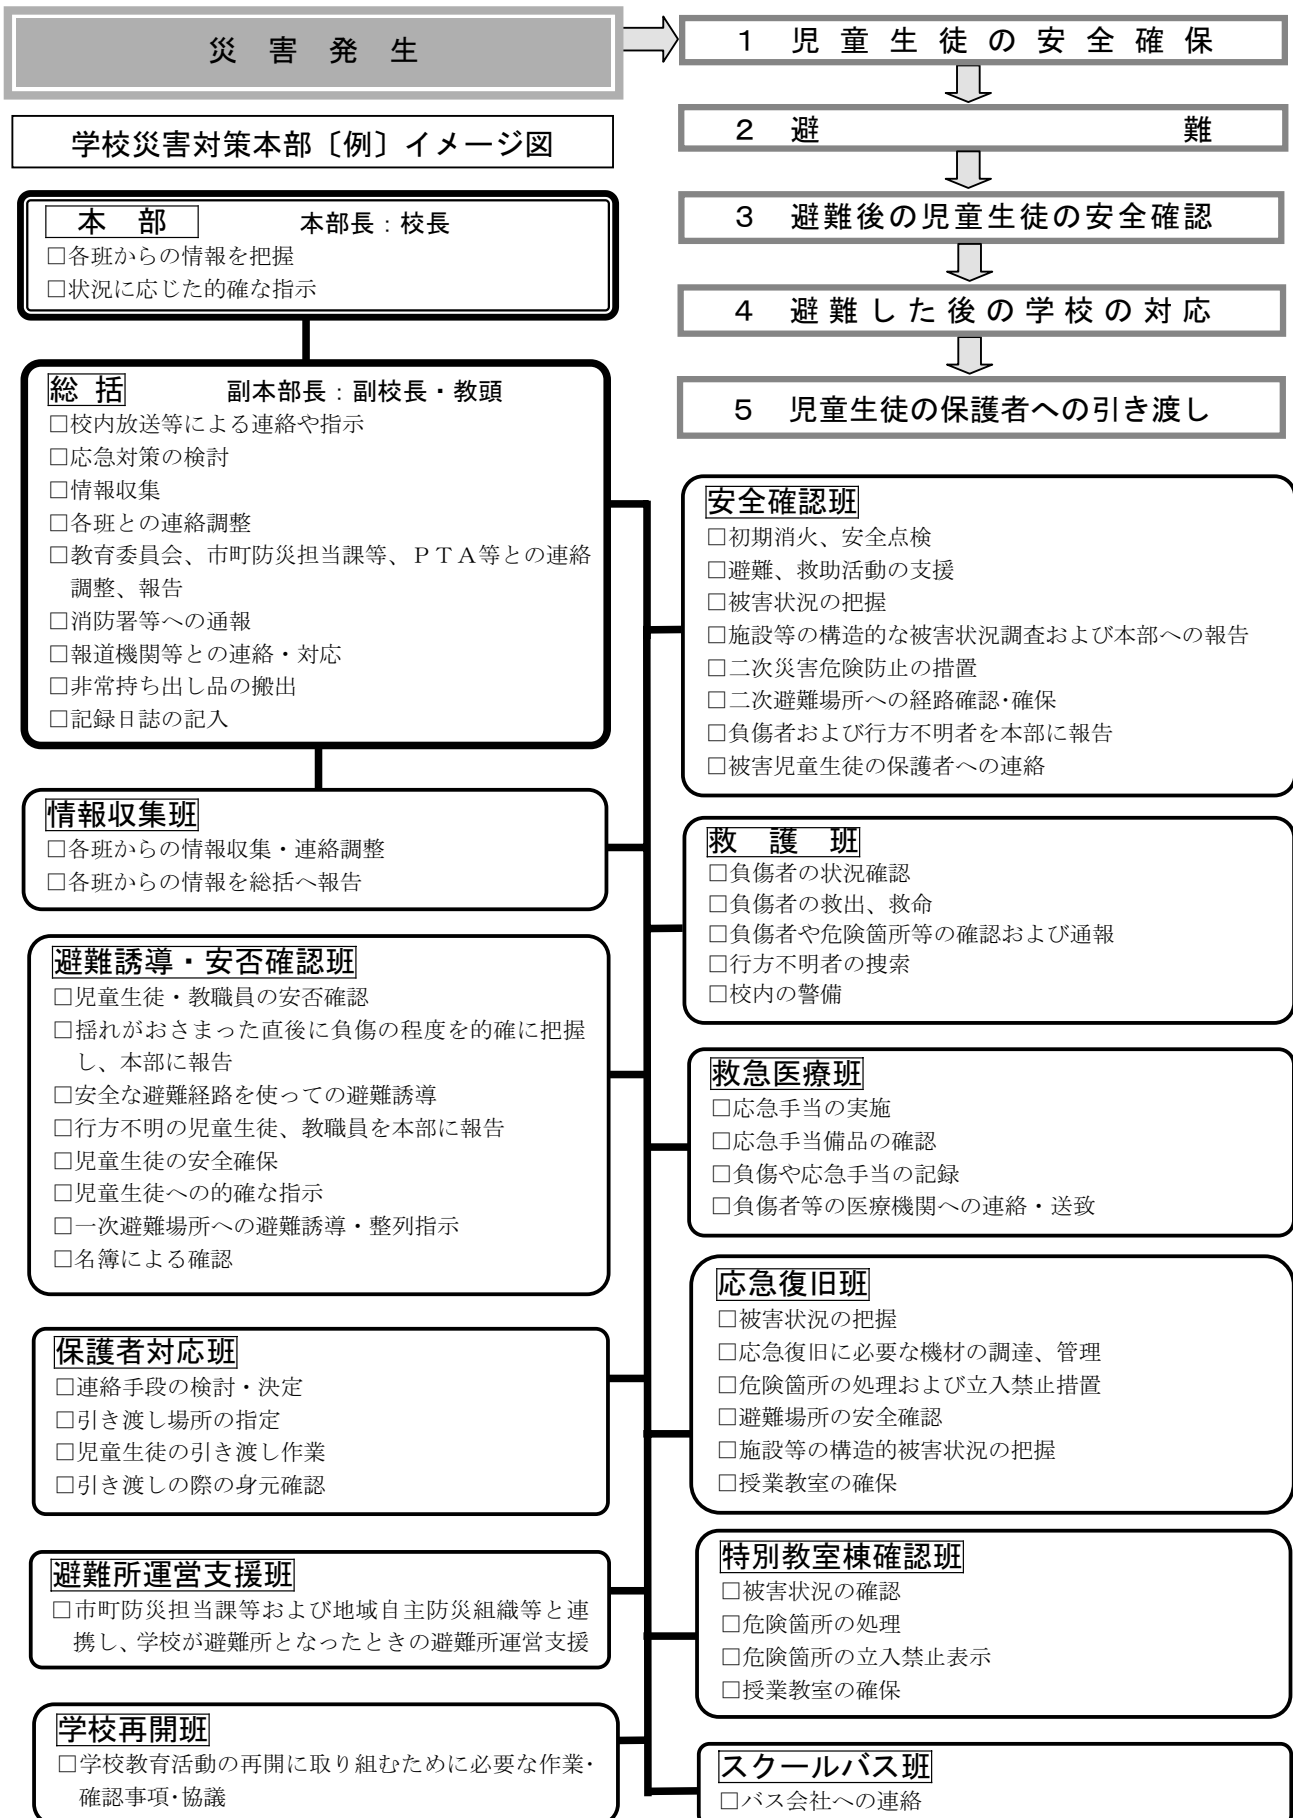 災害発生
1 児童生徒の安全確保
2 避難
3 避難後の児童生徒の安全確認
4 避難した後の学校の対応
5 児童生徒の保護者への引き渡し
学校災害対策本部〔例〕イメージ図
本部 本部長：校長
□各班からの情報を把握
□状況に応じた的確な指示
総括 副本部長：副校長・教頭
□校内放送等による連絡や指示
□応急対策の検討
□情報収集
□各班との連絡調整
□教育委員会、市町防災担当課等、ＰＴＡ等との連絡
調整、報告
□消防署等への通報
□報道機関等との連絡・対応
□非常持ち出し品の搬出
□記録日誌の記入
情報収集班
□各班からの情報収集・連絡調整
□各班からの情報を総括へ報告
避難誘導・安否確認班
□児童生徒・教職員の安否確認
□揺れがおさまった直後に負傷の程度を的確に把握
し、本部に報告
□安全な避難経路を使っての避難誘導
□行方不明の児童生徒、教職員を本部に報告
□児童生徒の安全確保
□児童生徒への的確な指示
□一次避難場所への避難誘導・整列指示
□名簿による確認
保護者対応班
□連絡手段の検討・決定
□引き渡し場所の指定
□児童生徒の引き渡し作業
□引き渡しの際の身元確認
避難所運営支援班
□市町防災担当課等および地域自主防災組織等と連
携し、学校が避難所となったときの避難所運営支援
学校再開班
□学校教育活動の再開に取り組むために必要な作業・
確認事項・協議
安全確認班
□初期消火、安全点検
□避難、救助活動の支援
□被害状況の把握
□施設等の構造的な被害状況調査および本部への報告
□二次災害危険防止の措置
□二次避難場所への経路確認・確保
□負傷者および行方不明者を本部に報告
□被害児童生徒の保護者への連絡
救護班
□負傷者の状況確認
□負傷者の救出、救命
□負傷者や危険箇所等の確認および通報
□行方不明者の捜索
□校内の警備
救急医療班
□応急手当の実施
□応急手当備品の確認
□負傷や応急手当の記録
□負傷者等の医療機関への連絡・送致
応急復旧班
□被害状況の把握
□応急復旧に必要な機材の調達、管理
□危険箇所の処理および立入禁止措置
□避難場所の安全確認
□施設等の構造的被害状況の把握
□授業教室の確保
特別教室棟確認班
□被害状況の確認
□危険箇所の処理
□危険箇所の立入禁止表示
□授業教室の確保
スクールバス班
□バス会社への連絡